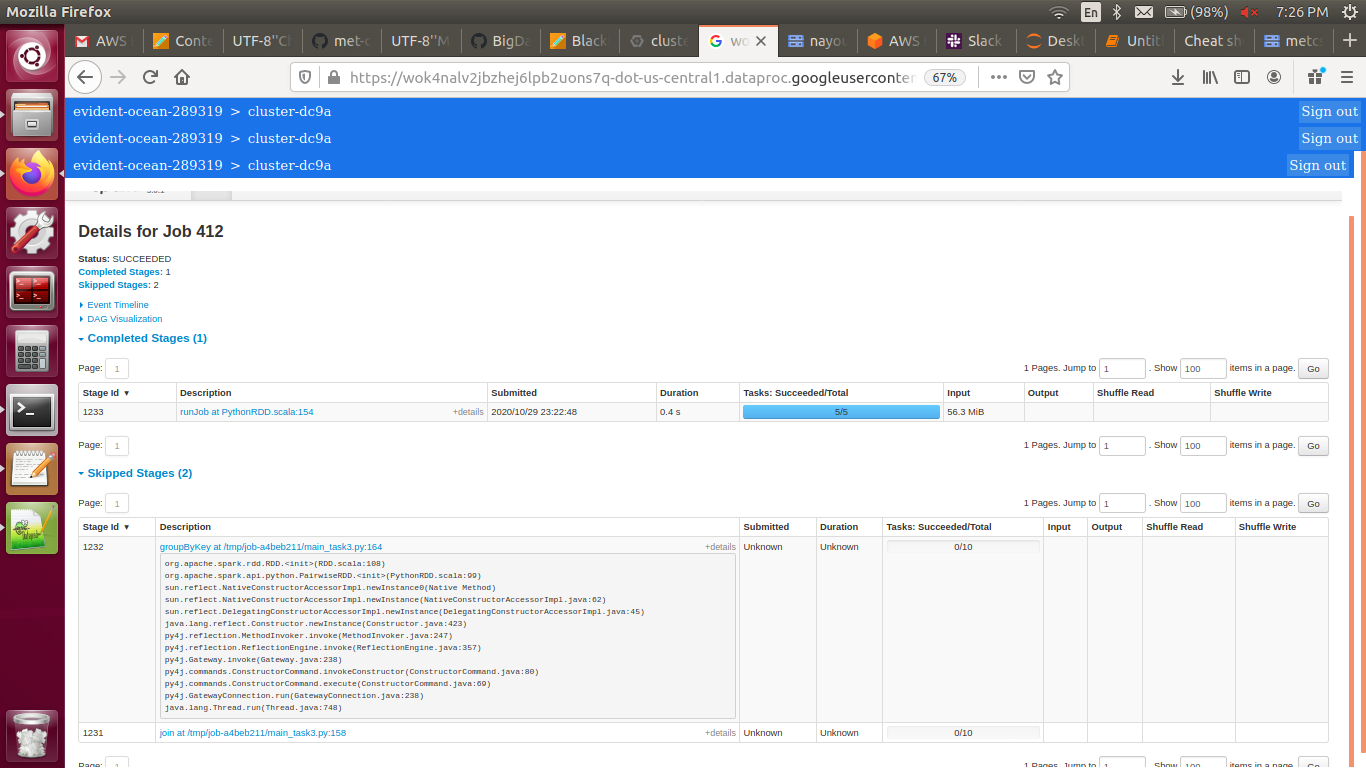 Mozilla Firefox
En
(98%)
7:26 PM
AWS
Conte
UTF-8''C
met-c
UTF-8''M
BigDa
Black
cluste
wo
nayou
AWS
Slack
Deskt
Untit
Cheat she
metcs
https://wok4nalv2jbzhej6lpb2uons7q-dot-us-central1.dataproc.googleuserconter
67%
evident-ocean-289319 > cluster-dc9a
Sign out
evident-ocean-289319 > cluster-dc9a
Sign out
evident-ocean-289319 > cluster-dc9a
Sign out
Details for Job 412
Status: SUCCEEDED
Completed Stages: 1
Skipped Stages: 2
Event Timeline
DAG Visualization
Completed Stages (1)
Page: 1
1 Pages. Jump to 1 . Show 100 items in a page. Go
Stage Id ▼ Description Submitted Duration Tasks: Succeeded/Total Input Output Shuffle Read Shuffle Write
1233 runJob at PythonRDD.scala:154 +details 2020/10/29 23:22:48 0.4 s 5/5 56.3 MiB
Page: 1
1 Pages. Jump to 1 . Show 100 items in a page. Go
Skipped Stages (2)
Page: 1
1 Pages. Jump to 1 . Show 100 items in a page. Go
Stage Id ▼ Description Submitted Duration Tasks: Succeeded/Total Input Output Shuffle Read Shuffle Write
1232 groupByKey at /tmp/job-a4beb211/main_task3.py:164 +details Unknown Unknown 0/10
org.apache.spark.rdd.RDD.<init>(RDD.scala:108)
org.apache.spark.api.python.PairwiseRDD.<init>(PythonRDD.scala:99)
sun.reflect.NativeConstructorAccessorImpl.newInstance0(Native Method)
sun.reflect.NativeConstructorAccessorImpl.newInstance(NativeConstructorAccessorImpl.java:62)
sun.reflect.DelegatingConstructorAccessorImpl.newInstance(DelegatingConstructorAccessorImpl.java:45)
java.lang.reflect.Constructor.newInstance(Constructor.java:423)
py4j.reflection.MethodInvoker.invoke(MethodInvoker.java:247)
py4j.reflection.ReflectionEngine.invoke(ReflectionEngine.java:357)
py4j.Gateway.invoke(Gateway.java:238)
py4j.commands.ConstructorCommand.invokeConstructor(ConstructorCommand.java:80)
py4j.commands.ConstructorCommand.execute(ConstructorCommand.java:69)
py4j.GatewayConnection.run(GatewayConnection.java:238)
java.lang.Thread.run(Thread.java:748)
1231 join at /tmp/job-a4beb211/main_task3.py:158 +details Unknown Unknown 0/10
Page: 1
1 Pages. Jump to 1 . Show 100 items in a page. Go